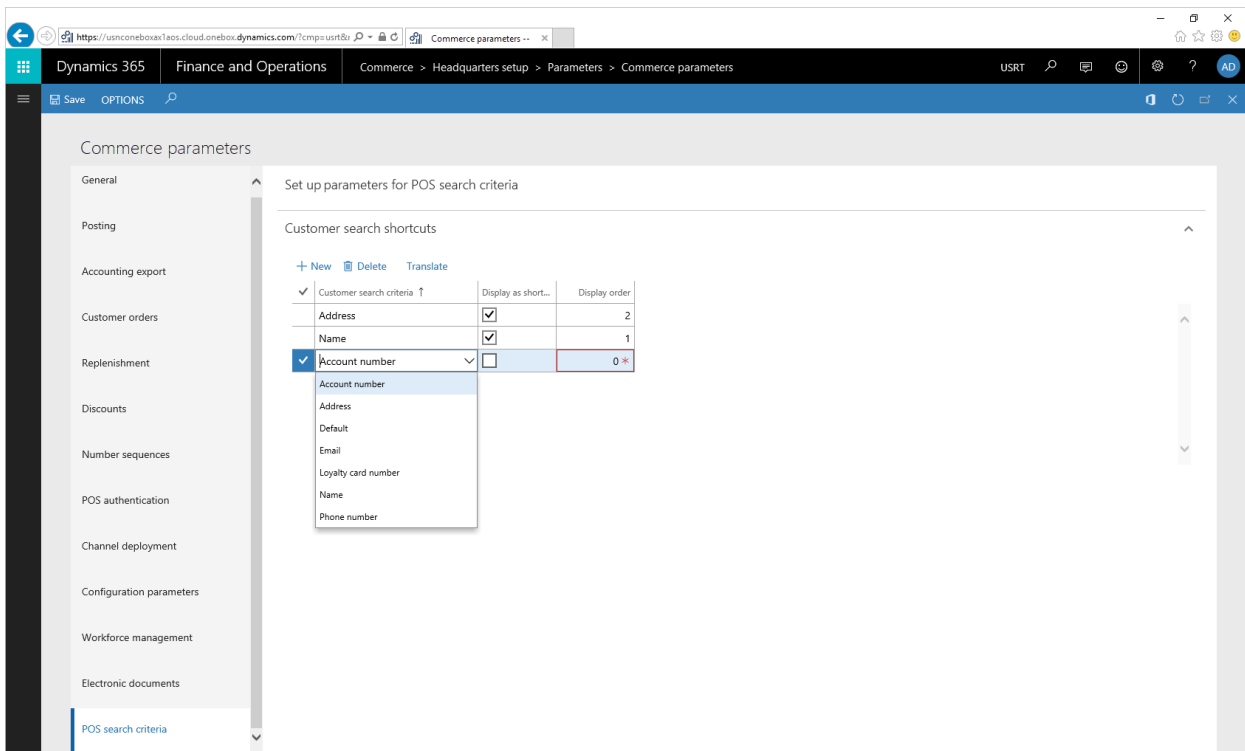 https://usnconeboxax1aos.cloud.onebox.dynamics.com/?cmp=usrt&
Commerce parameters --
Dynamics 365
Finance and Operations
Commerce > Headquarters setup > Parameters > Commerce parameters
USRT
?
AD
Save
OPTIONS
Commerce parameters
General
Posting
Accounting export
Customer orders
Replenishment
Discounts
Number sequences
POS authentication
Channel deployment
Configuration parameters
Workforce management
Electronic documents
POS search criteria
Set up parameters for POS search criteria
Customer search shortcuts
+ New
Delete
Translate
Customer search criteria ↑ Display as short... Display order
Address 2
Name 1
Account number 0 *
Account number
Address
Default
Email
Loyalty card number
Name
Phone number